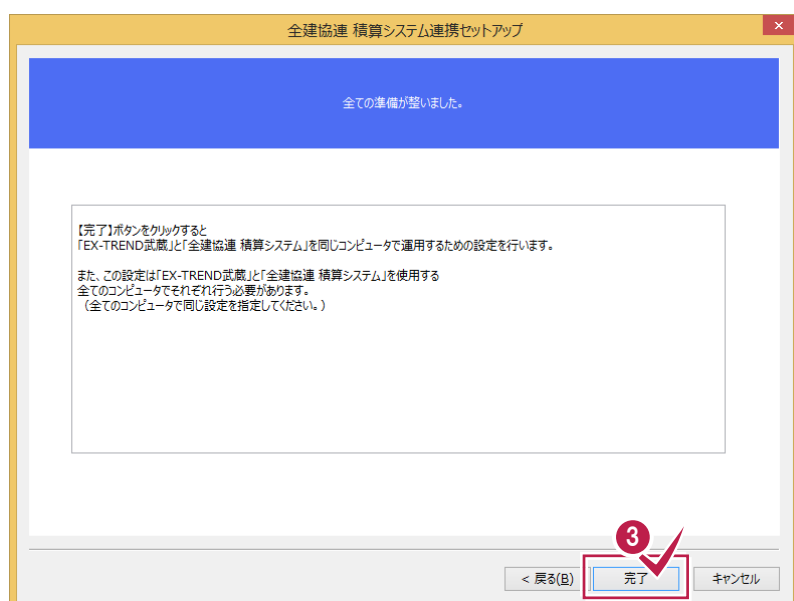 全建協連 積算システム連携セットアップ
全ての準備が整いました。
【完了】ボタンをクリックすると
「EX-TREND武蔵」と「全建協連 積算システム」を同じコンピュータで運用するための設定を行います。
また、この設定は「EX-TREND武蔵」と「全建協連 積算システム」を使用する
全てのコンピュータでそれぞれ行う必要があります。
（全てのコンピュータで同じ設定を指定してください。）
3
< 戻る(B)
完了
キャンセル